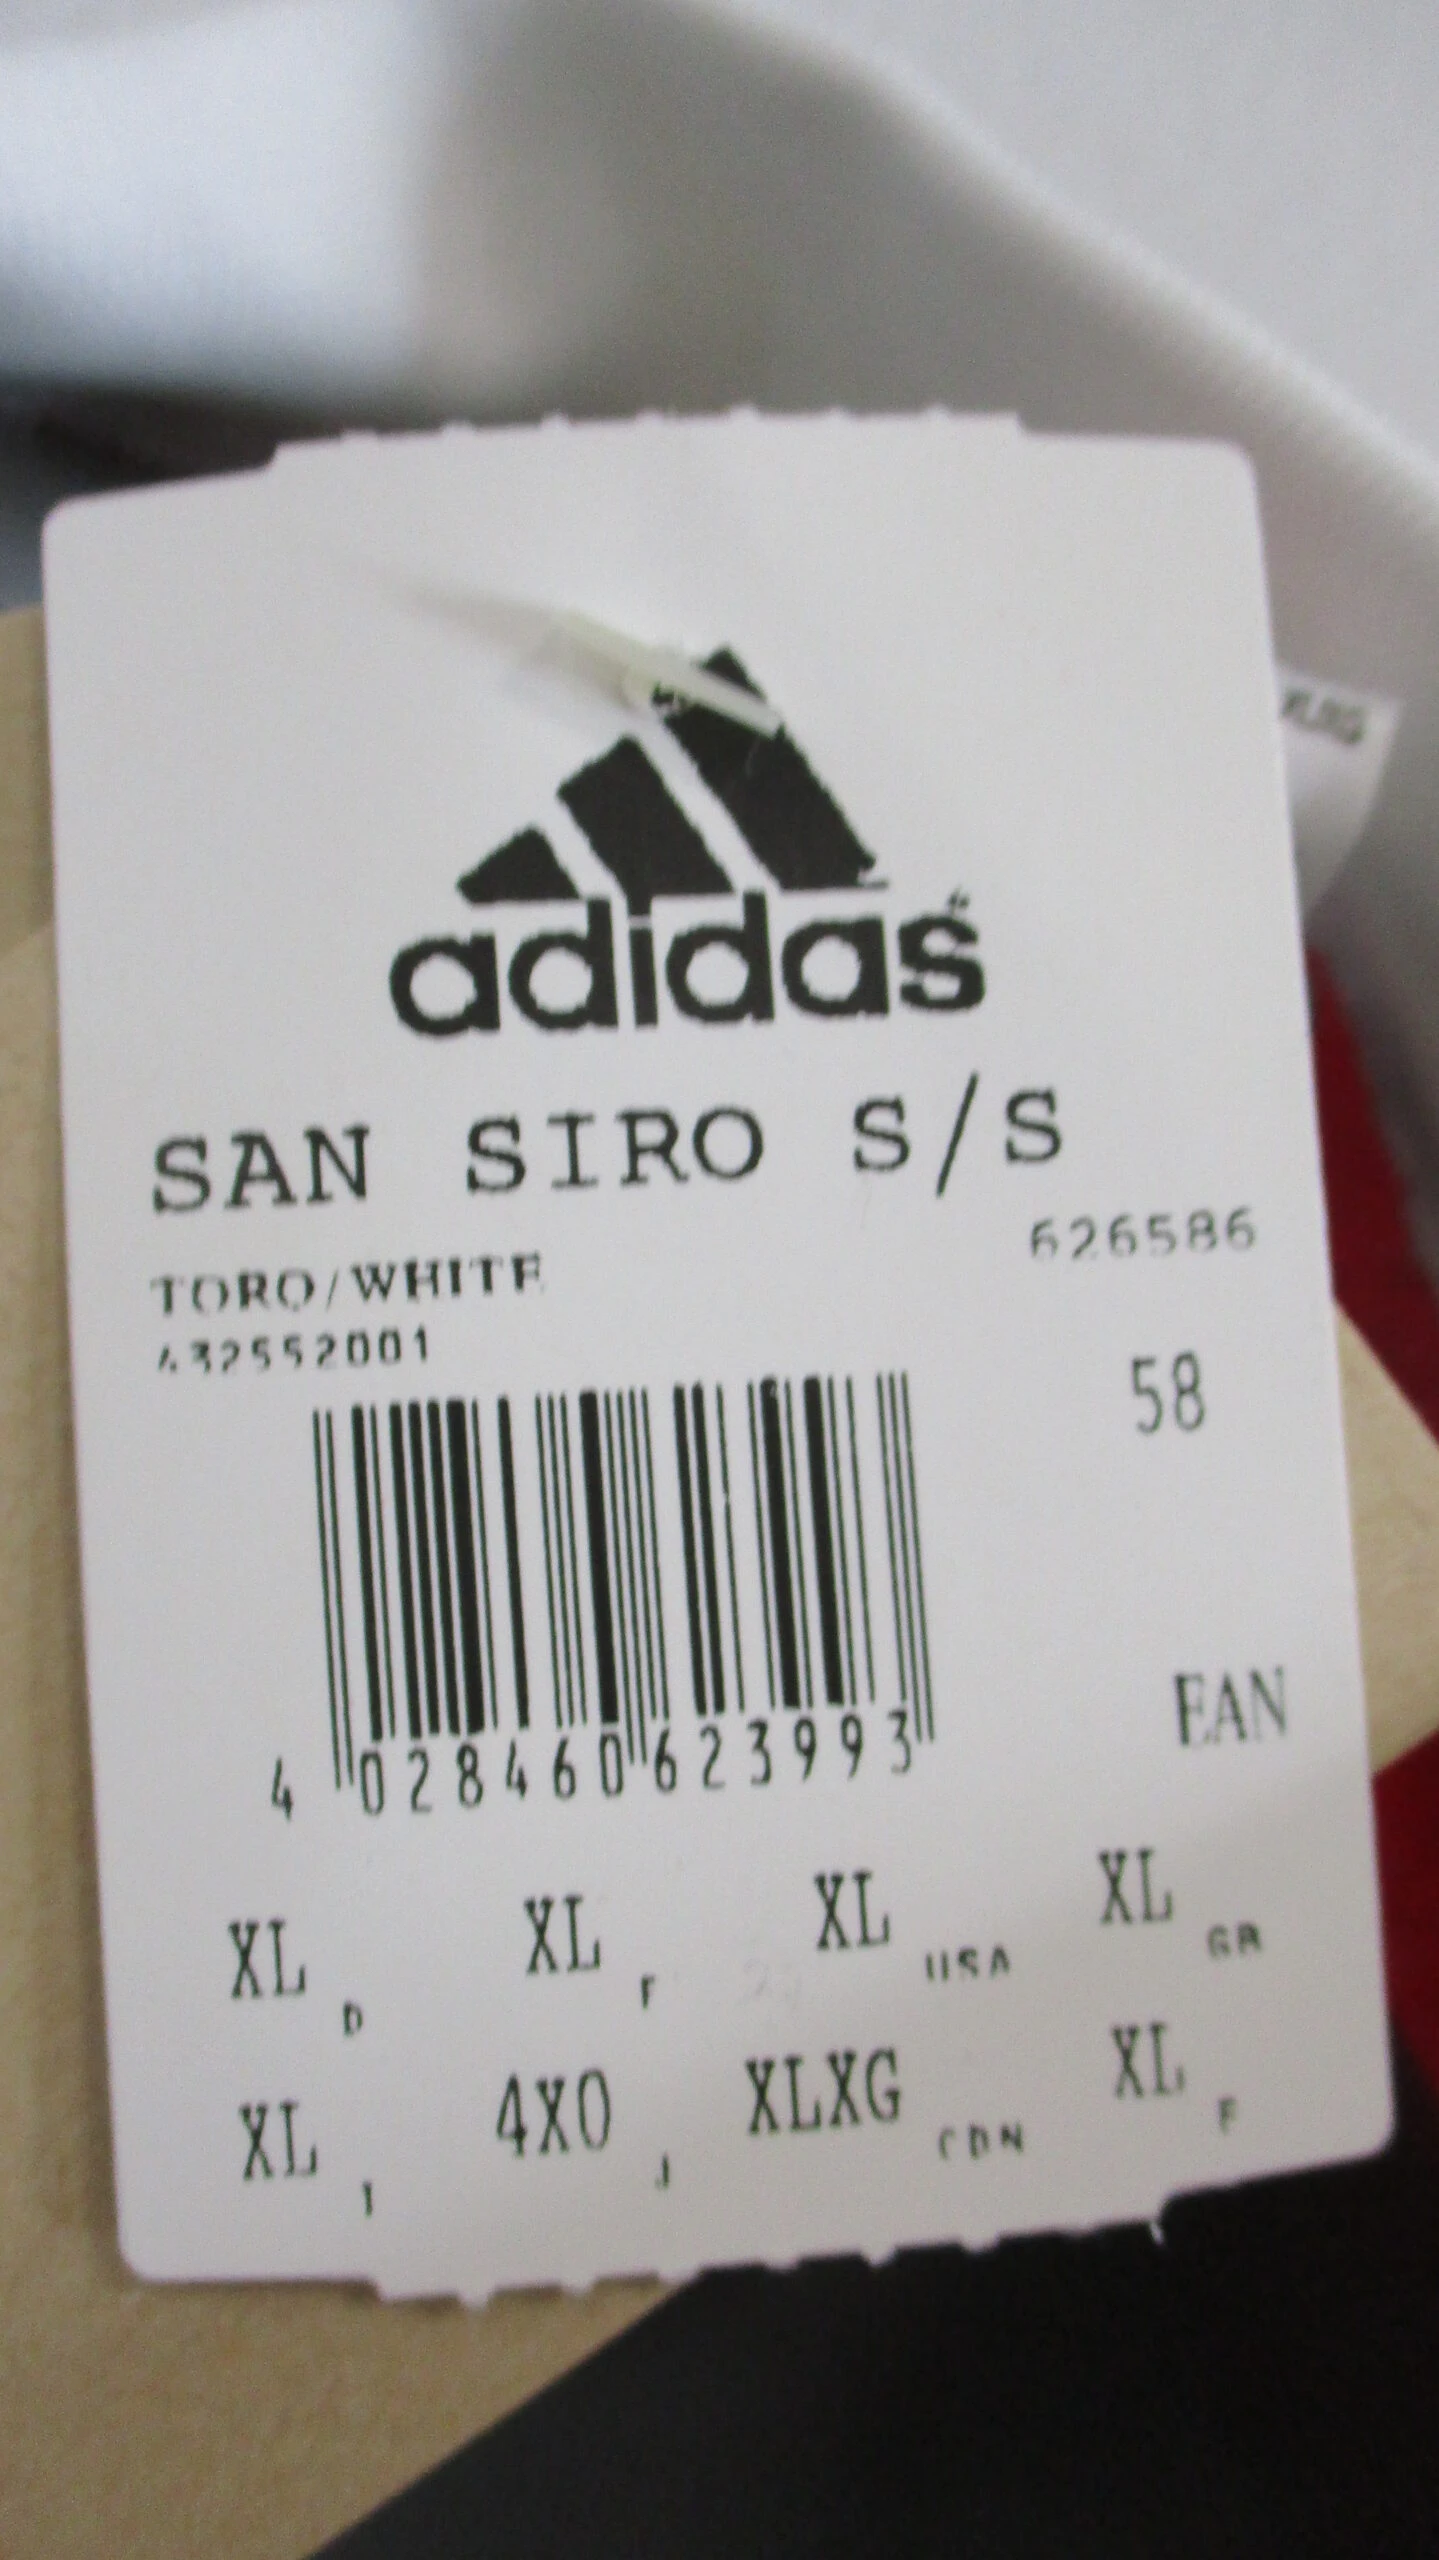 adidas
SAN SIRO S/S
626586
TORO/WHITE
432552001
58
4 028460 623993
EAN
XL D XL F XL USA XL GR
XL I 4XO J XLXG CDN XL F